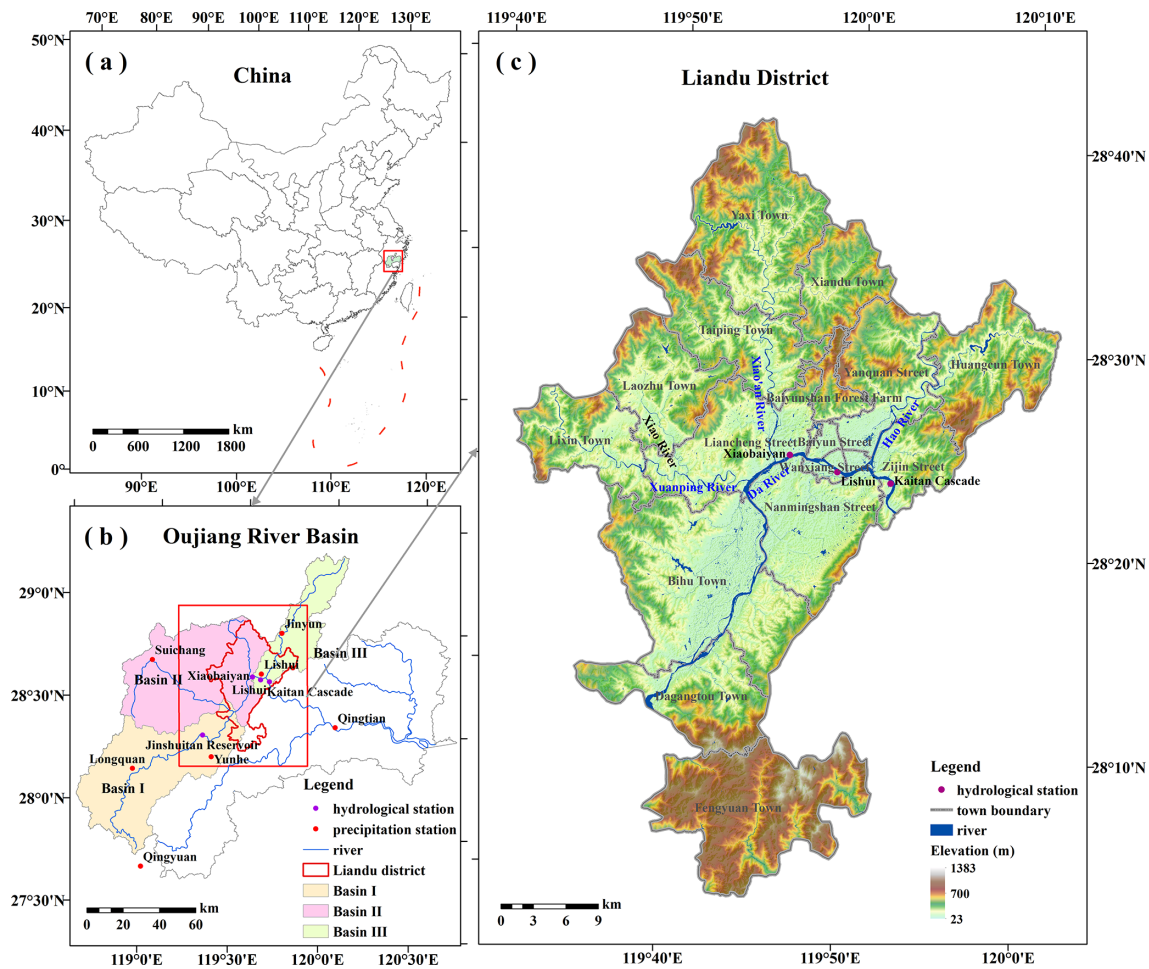 70°E 80°E 90°E 100°E 110°E 120°E 130°E
50°N
40°N
30°N
20°N
10°N
0°
( a )
China
0 600 1200 1800 km
90°E 100°E 110°E 120°E
( b )
Oujiang River Basin
29°0'N
28°30'N
28°0'N
27°30'N
Jinyun
Suichang
Lishui
Basin III
Xiaobaiyan
Basin II
Lishui
Kaitan Cascade
Qingtian
Jinshuitan Reservoir
Longquan
Yunhe
Basin I
Qingyuan
Legend
hydrological station
precipitation station
river
Liandu district
Basin I
Basin II
Basin III
km
0 20 40 60
119°0'E 119°30'E 120°0'E 120°30'E
119°40'E 119°50'E 120°0'E 120°10'E
( c )
Liandu District
28°40'N
28°30'N
28°20'N
28°10'N
Yaxi Town
Xiandu Town
Taiping Town
Huangcun Town
Yanquan Street
Laozhu Town
Xiao'an River
Baiyunshan Forest Farm
Hao River
Xiao River
Lixin Town
Liancheng Street
Baiyun Street
Xiaobaiyan
Yanxiang Street
Zijin Street
Lishui
Kaitan Cascade
Xuanping River
Da River
Nanmingshan Street
Bihu Town
Dagangtou Town
Fengyuan Town
Legend
hydrological station
town boundary
river
Elevation (m)
1383
700
23
km
0 3 6 9
119°40'E 119°50'E 120°0'E